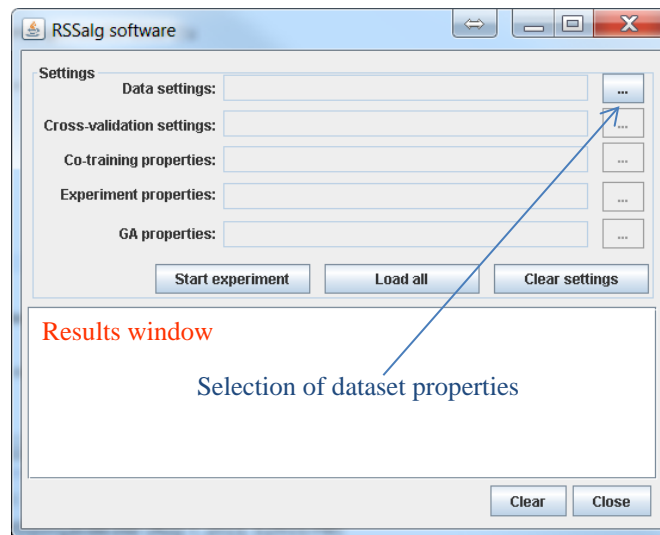 RSSalg software
Settings
Data settings:
...
Cross-validation settings:
...
Co-training properties:
...
Experiment properties:
...
GA properties:
...
Start experiment Load all Clear settings
Results window
Selection of dataset properties
Clear Close